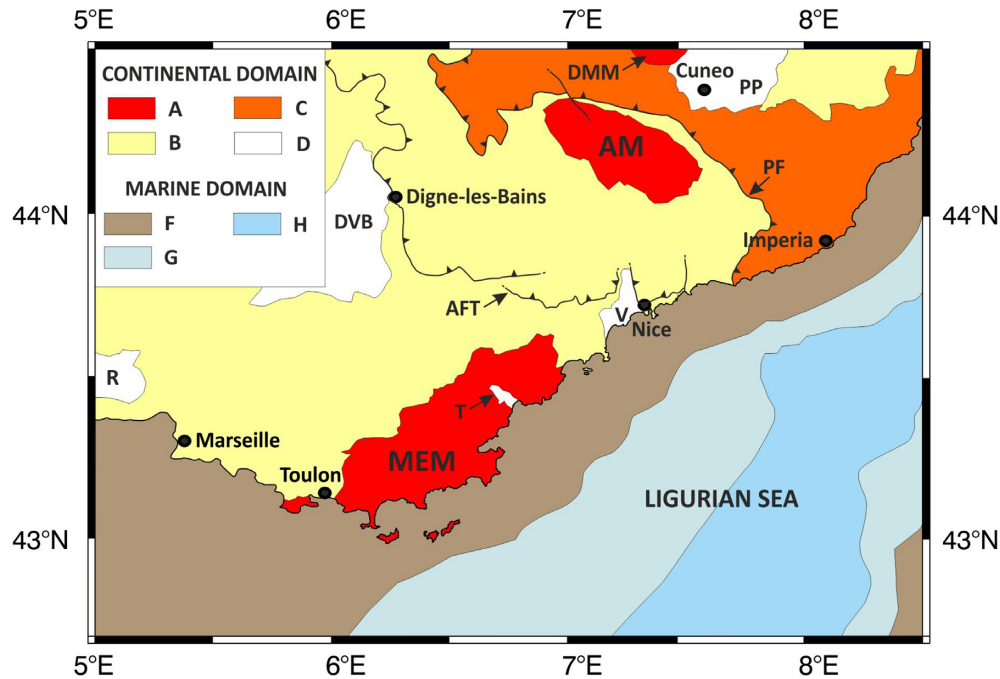 5°E 6°E 7°E 8°E
CONTINENTAL DOMAIN
A C
B D
MARINE DOMAIN
F H
G
DMM
Cuneo
PP
AM
PF
44°N
Digne-les-Bains
44°N
DVB
Imperia
AFT
V
Nice
R
T
Marseille
MEM
Toulon
LIGURIAN SEA
43°N 43°N
5°E 6°E 7°E 8°E